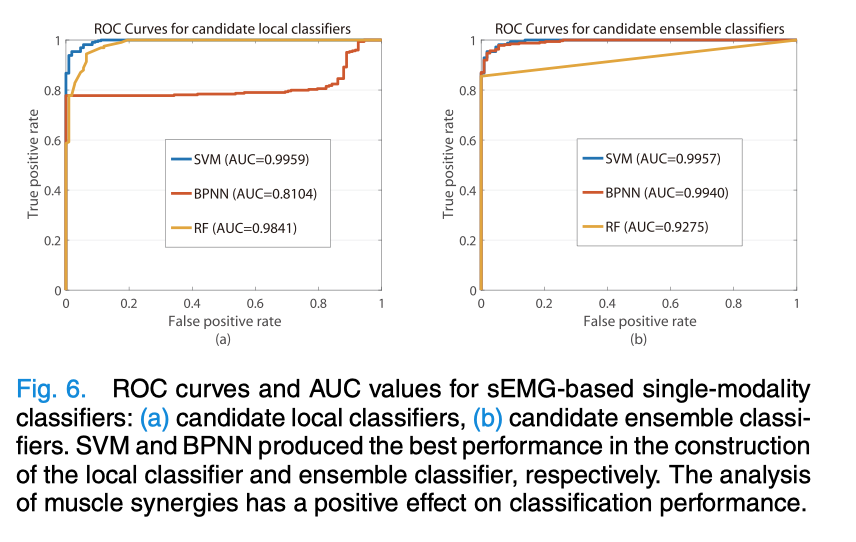 ROC Curves for candidate local classifiers
1
0.8
0.6
0.4
0.2
0
True positive rate
SVM (AUC=0.9959)
BPNN (AUC=0.8104)
RF (AUC=0.9841)
0 0.2 0.4 0.6 0.8 1
False positive rate
(a)
ROC Curves for candidate ensemble classifiers
1
0.8
0.6
0.4
0.2
0
True positive rate
SVM (AUC=0.9957)
BPNN (AUC=0.9940)
RF (AUC=0.9275)
0 0.2 0.4 0.6 0.8 1
False positive rate
(b)
Fig. 6. ROC curves and AUC values for sEMG-based single-modality
classifiers: (a) candidate local classifiers, (b) candidate ensemble classi-
fiers. SVM and BPNN produced the best performance in the construction
of the local classifier and ensemble classifier, respectively. The analysis
of muscle synergies has a positive effect on classification performance.